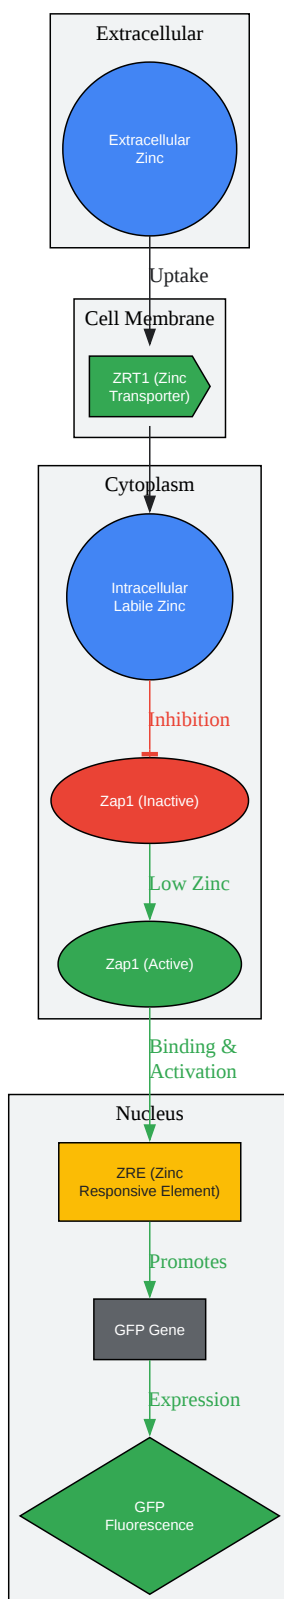 Extracellular
Extracellular
Zinc
Uptake
Cell Membrane
ZRT1 (Zinc
Transporter)
Cytoplasm
Intracellular
Labile Zinc
Inhibition
Zap1 (Inactive)
Low Zinc
Zap1 (Active)
Binding &
Activation
Nucleus
ZRE (Zinc
Responsive Element)
Promotes
GFP Gene
Expression
GFP
Fluorescence